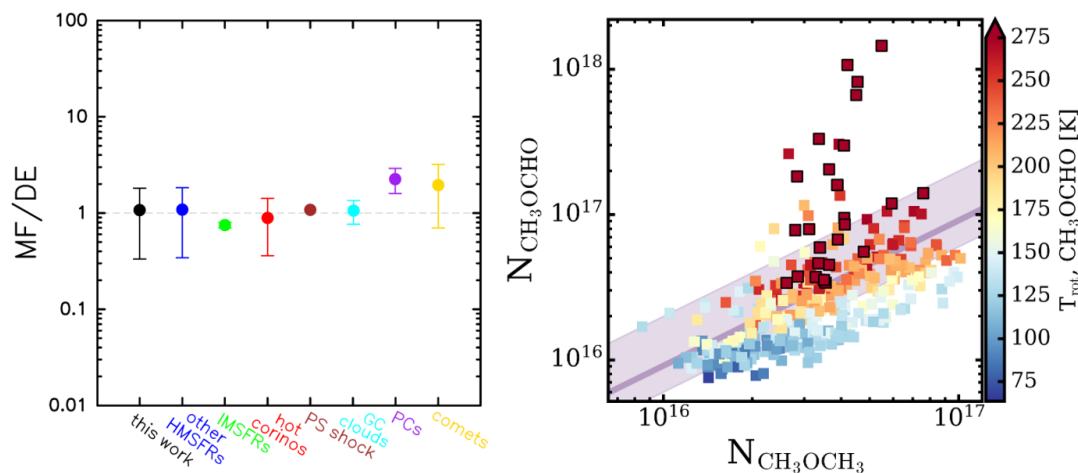 100
10
1
0.1
0.01
MF/DE
this work
other
HMSFRs
IMSFRs
hot
corinos
PS shock
GC
clouds
PCs
comets
10^18
10^17
10^16
N_CH₃OCHO
10^16
10^17
N_CH₃OCH₃
275
250
225
200
175
150
125
100
75
T_rot, CH₃OCHO [K]